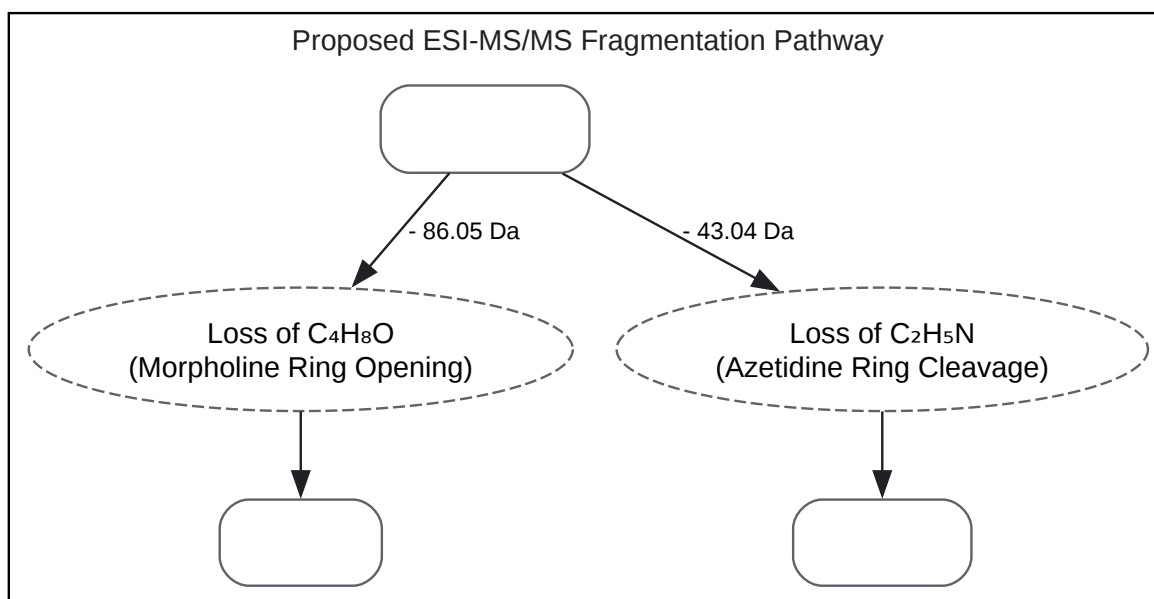 Proposed ESI-MS/MS Fragmentation Pathway
- 86.05 Da
- 43.04 Da
Loss of C₄H₈O
(Morpholine Ring Opening)
Loss of C₂H₅N
(Azetidine Ring Cleavage)